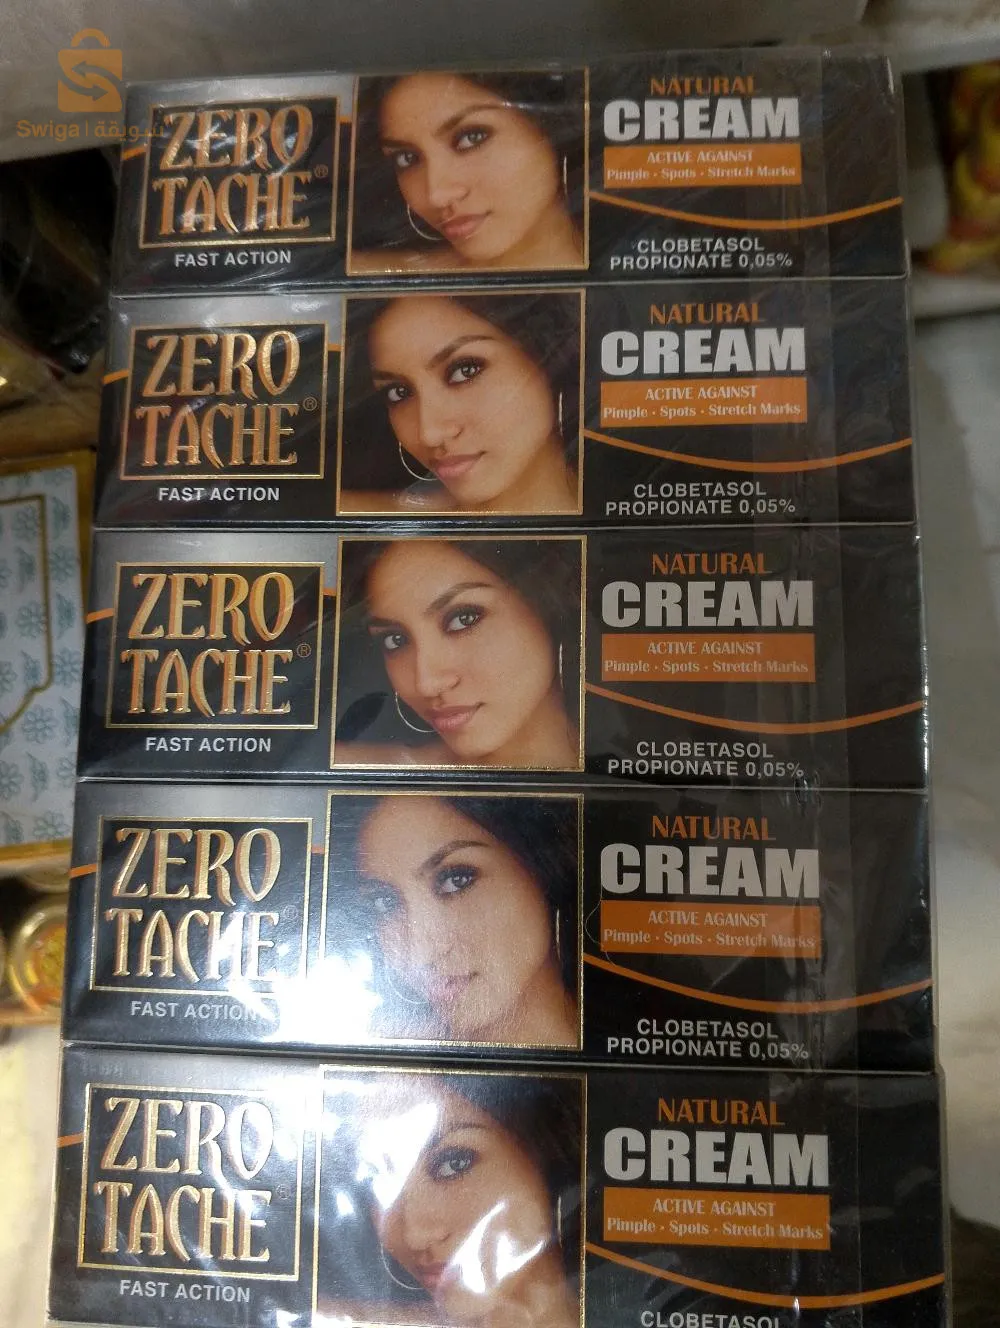 Swiga | سويقة
ZERO
TACHE®
FAST ACTION
NATURAL
CREAM
ACTIVE AGAINST
Pimple · Spots · Stretch Marks
CLOBETASOL
PROPIONATE 0,05%
ZERO
TACHE®
FAST ACTION
NATURAL
CREAM
ACTIVE AGAINST
Pimple · Spots · Stretch Marks
CLOBETASOL
PROPIONATE 0,05%
ZERO
TACHE®
FAST ACTION
NATURAL
CREAM
ACTIVE AGAINST
Pimple · Spots · Stretch Marks
CLOBETASOL
PROPIONATE 0,05%
ZERO
TACHE®
FAST ACTION
NATURAL
CREAM
ACTIVE AGAINST
Pimple · Spots · Stretch Marks
CLOBETASOL
PROPIONATE 0,05%
ZERO
TACHE®
FAST ACTION
NATURAL
CREAM
ACTIVE AGAINST
Pimple · Spots · Stretch Marks
CLOBETASOL